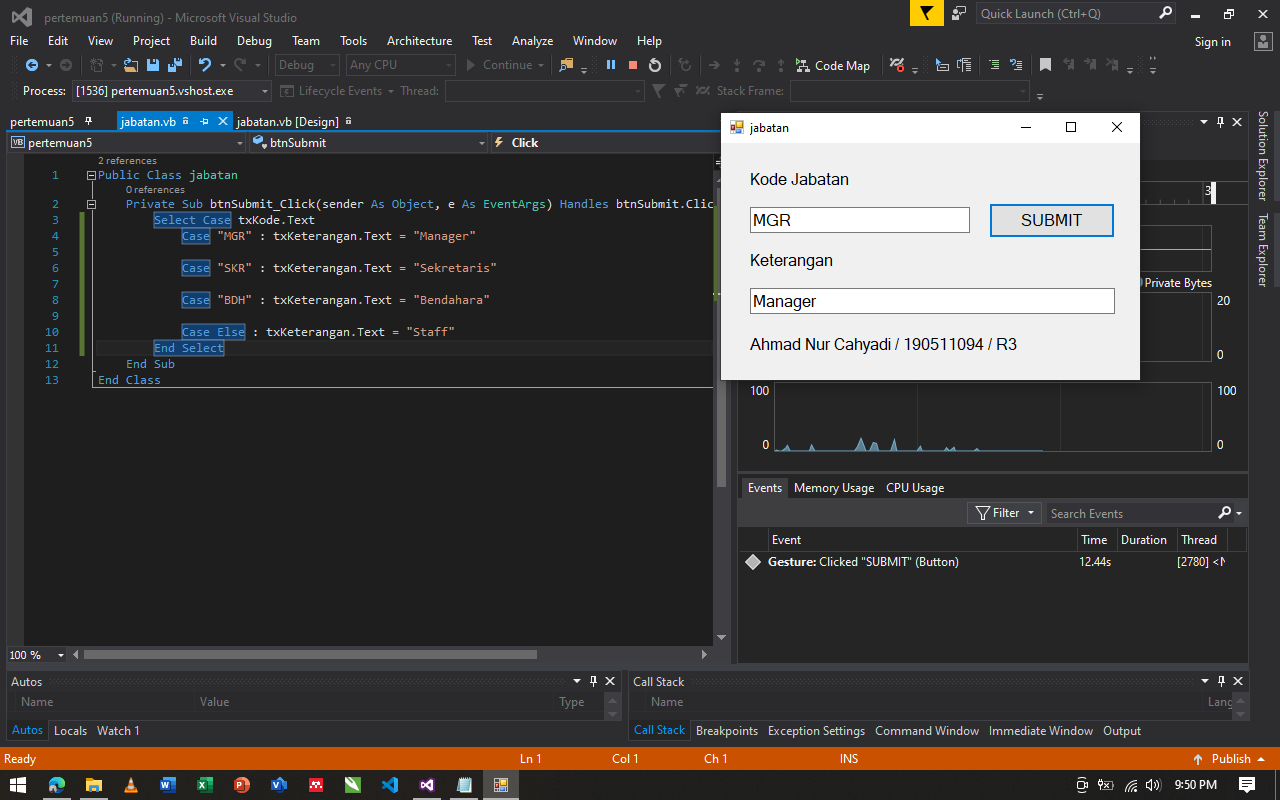 pertemuan5 (Running) - Microsoft Visual Studio
Quick Launch (Ctrl+Q)
File Edit View Project Build Debug Team Tools Architecture Test Analyze Window Help
Sign in
Debug Any CPU Continue Code Map
Process: [1536] pertemuan5.vshost.exe Lifecycle Events Thread: Stack Frame:
pertemuan5 jabatan.vb jabatan.vb [Design]
VB pertemuan5 btnSubmit Click
2 references
1 Public Class jabatan
0 references
2 Private Sub btnSubmit_Click(sender As Object, e As EventArgs) Handles btnSubmit.Clic
3 Select Case txKode.Text
4 Case "MGR" : txKeterangan.Text = "Manager"
5
6 Case "SKR" : txKeterangan.Text = "Sekretaris"
7
8 Case "BDH" : txKeterangan.Text = "Bendahara"
9
10 Case Else : txKeterangan.Text = "Staff"
11 End Select
12 End Sub
13 End Class
100 %
jabatan
Kode Jabatan
MGR SUBMIT
Keterangan
Manager
Ahmad Nur Cahyadi / 190511094 / R3
Solution Explorer
Team Explorer
Private Bytes
20
0
100 100
0 0
Events Memory Usage CPU Usage
Filter Search Events
Event Time Duration Thread
Gesture: Clicked "SUBMIT" (Button) 12.44s [2780] <N
Autos
Name Value Type
Autos Locals Watch 1
Call Stack
Name Lang
Call Stack Breakpoints Exception Settings Command Window Immediate Window Output
Ready Ln 1 Col 1 Ch 1 INS Publish
9:50 PM